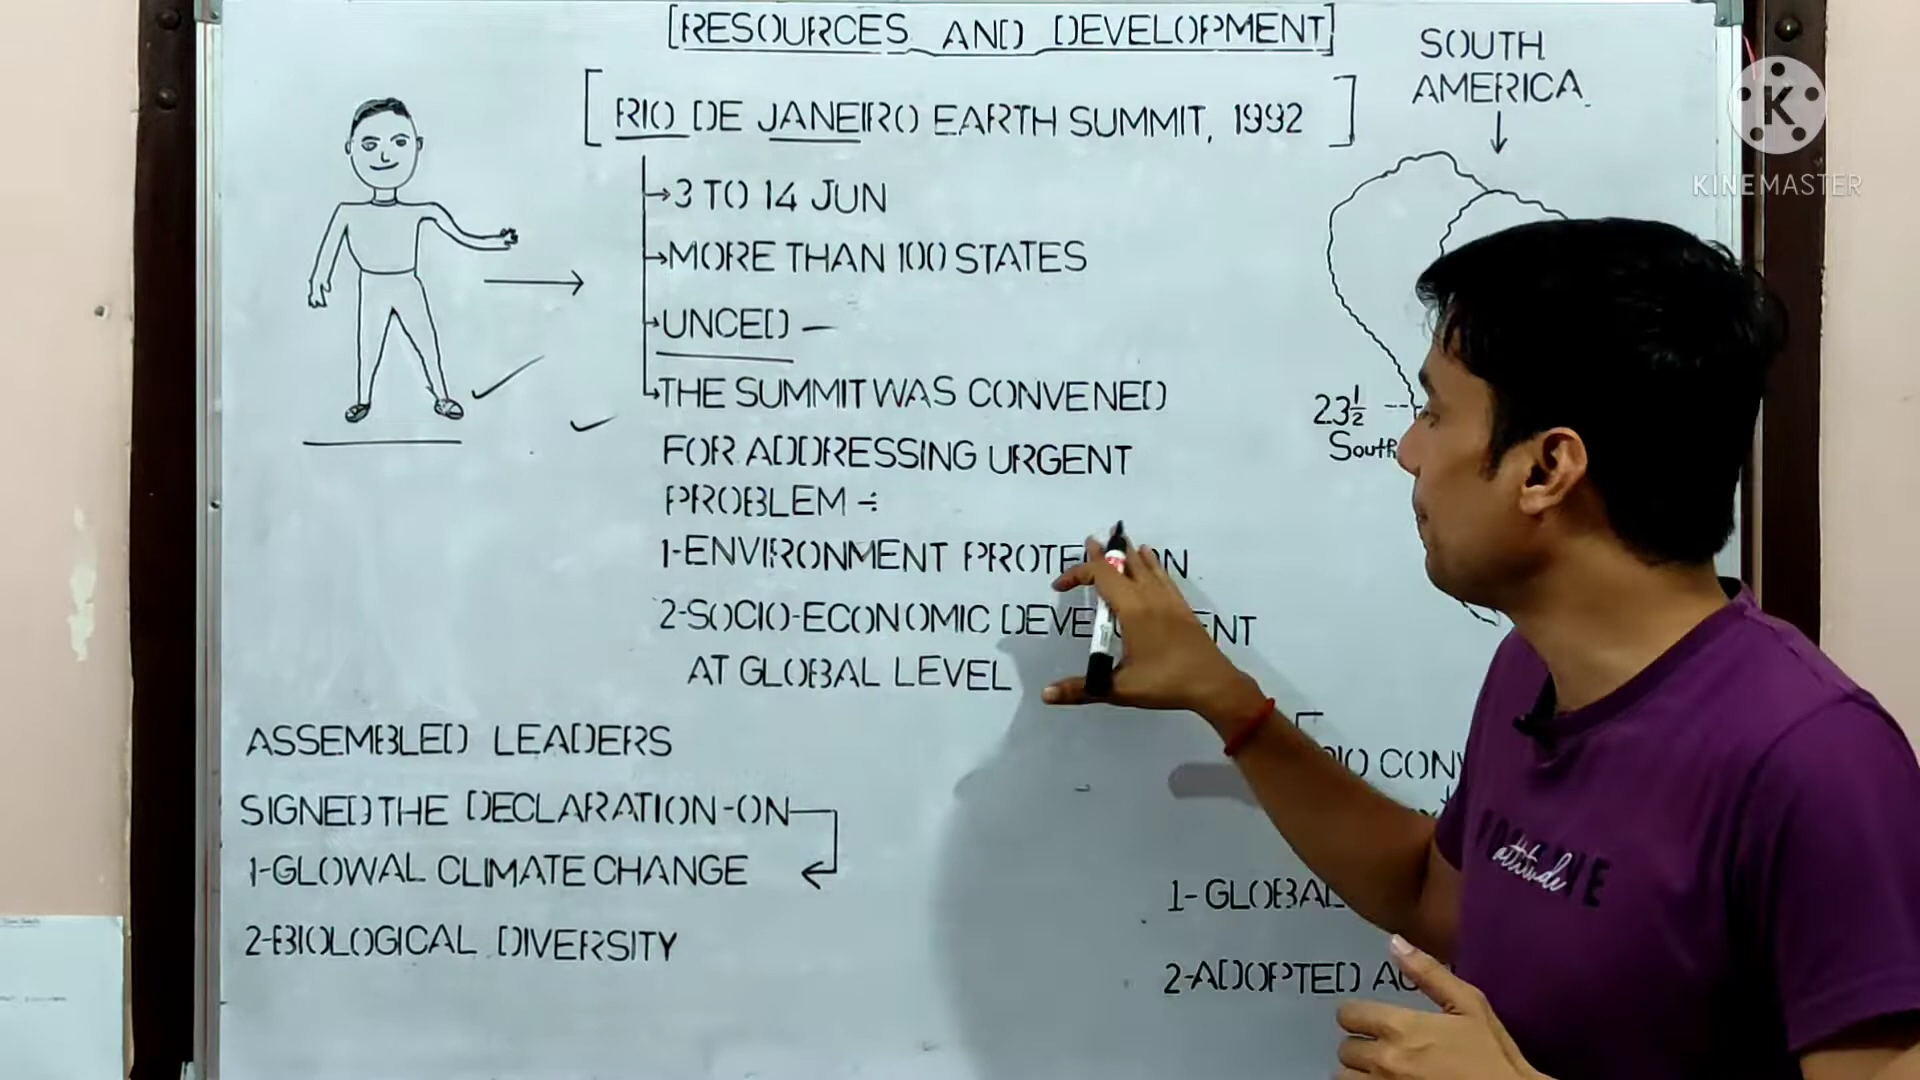 [RESOURCES AND DEVELOPMENT]
[RIO DE JANEIRO EARTH SUMMIT, 1992]
→3 TO 14 JUN
→MORE THAN 100 STATES
→UNCED —
→THE SUMMIT WAS CONVENED
FOR ADDRESSING URGENT
PROBLEM ÷
1-ENVIRONMENT
2-SOCIO-ECONOMIC
AT GLOBAL LEVEL
ASSEMBLED LEADERS
SIGNED THE DECLARATION-ON
1-GLOWAL CLIMATE CHANGE
2-BIOLOGICAL DIVERSITY
SOUTH
AMERICA
K
KINEMASTER
23½
South
1-GLOBAL
2-ADOPTED
attitude